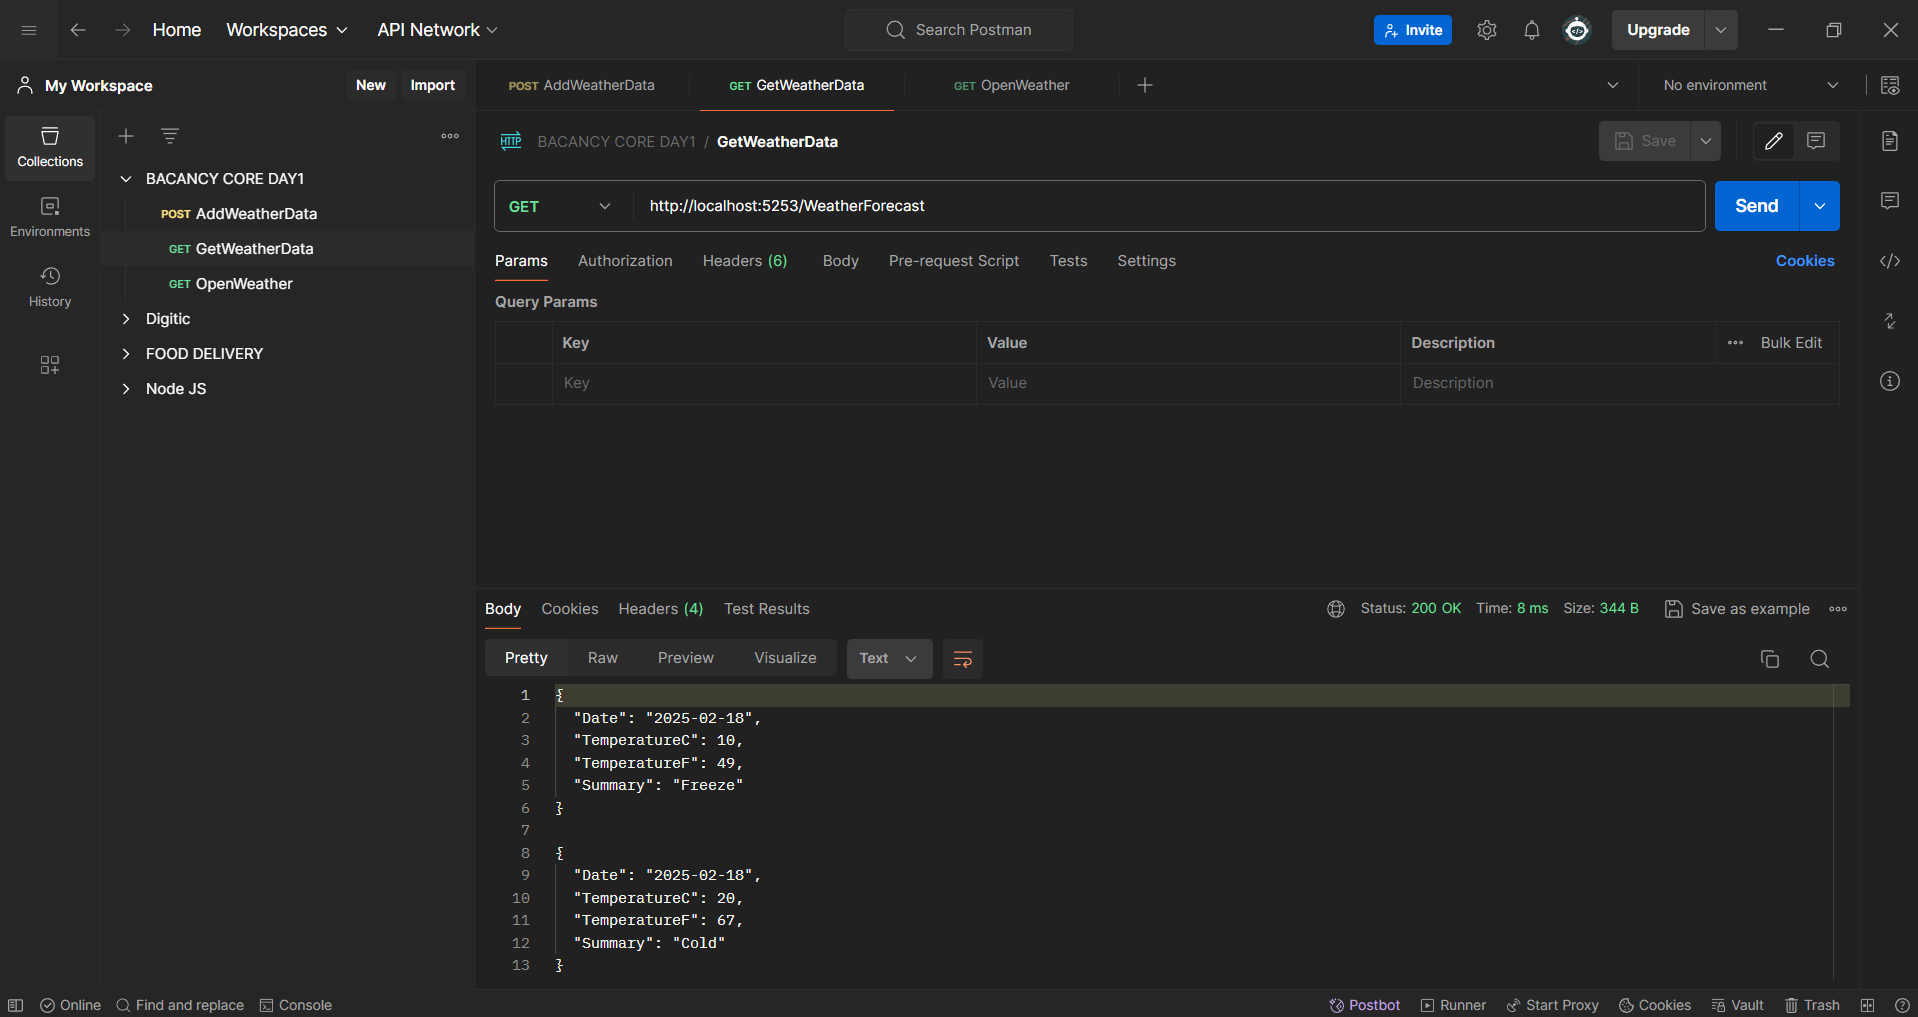 Home Workspaces API Network Search Postman Invite Upgrade
My Workspace New Import POST AddWeatherData GET GetWeatherData GET OpenWeather No environment
Collections
Environments
History
BACANCY CORE DAY1
POST AddWeatherData
GET GetWeatherData
GET OpenWeather
Digitic
FOOD DELIVERY
Node JS
HTTP BACANCY CORE DAY1 / GetWeatherData Save
GET http://localhost:5253/WeatherForecast Send
Params Authorization Headers (6) Body Pre-request Script Tests Settings Cookies
Query Params
Key Value Description Bulk Edit
Key Value Description
Body Cookies Headers (4) Test Results Status: 200 OK Time: 8 ms Size: 344 B Save as example
Pretty Raw Preview Visualize Text
1 {
2 "Date": "2025-02-18",
3 "TemperatureC": 10,
4 "TemperatureF": 49,
5 "Summary": "Freeze"
6 }
7
8 {
9 "Date": "2025-02-18",
10 "TemperatureC": 20,
11 "TemperatureF": 67,
12 "Summary": "Cold"
13 }
Online Find and replace Console Postbot Runner Start Proxy Cookies Vault Trash